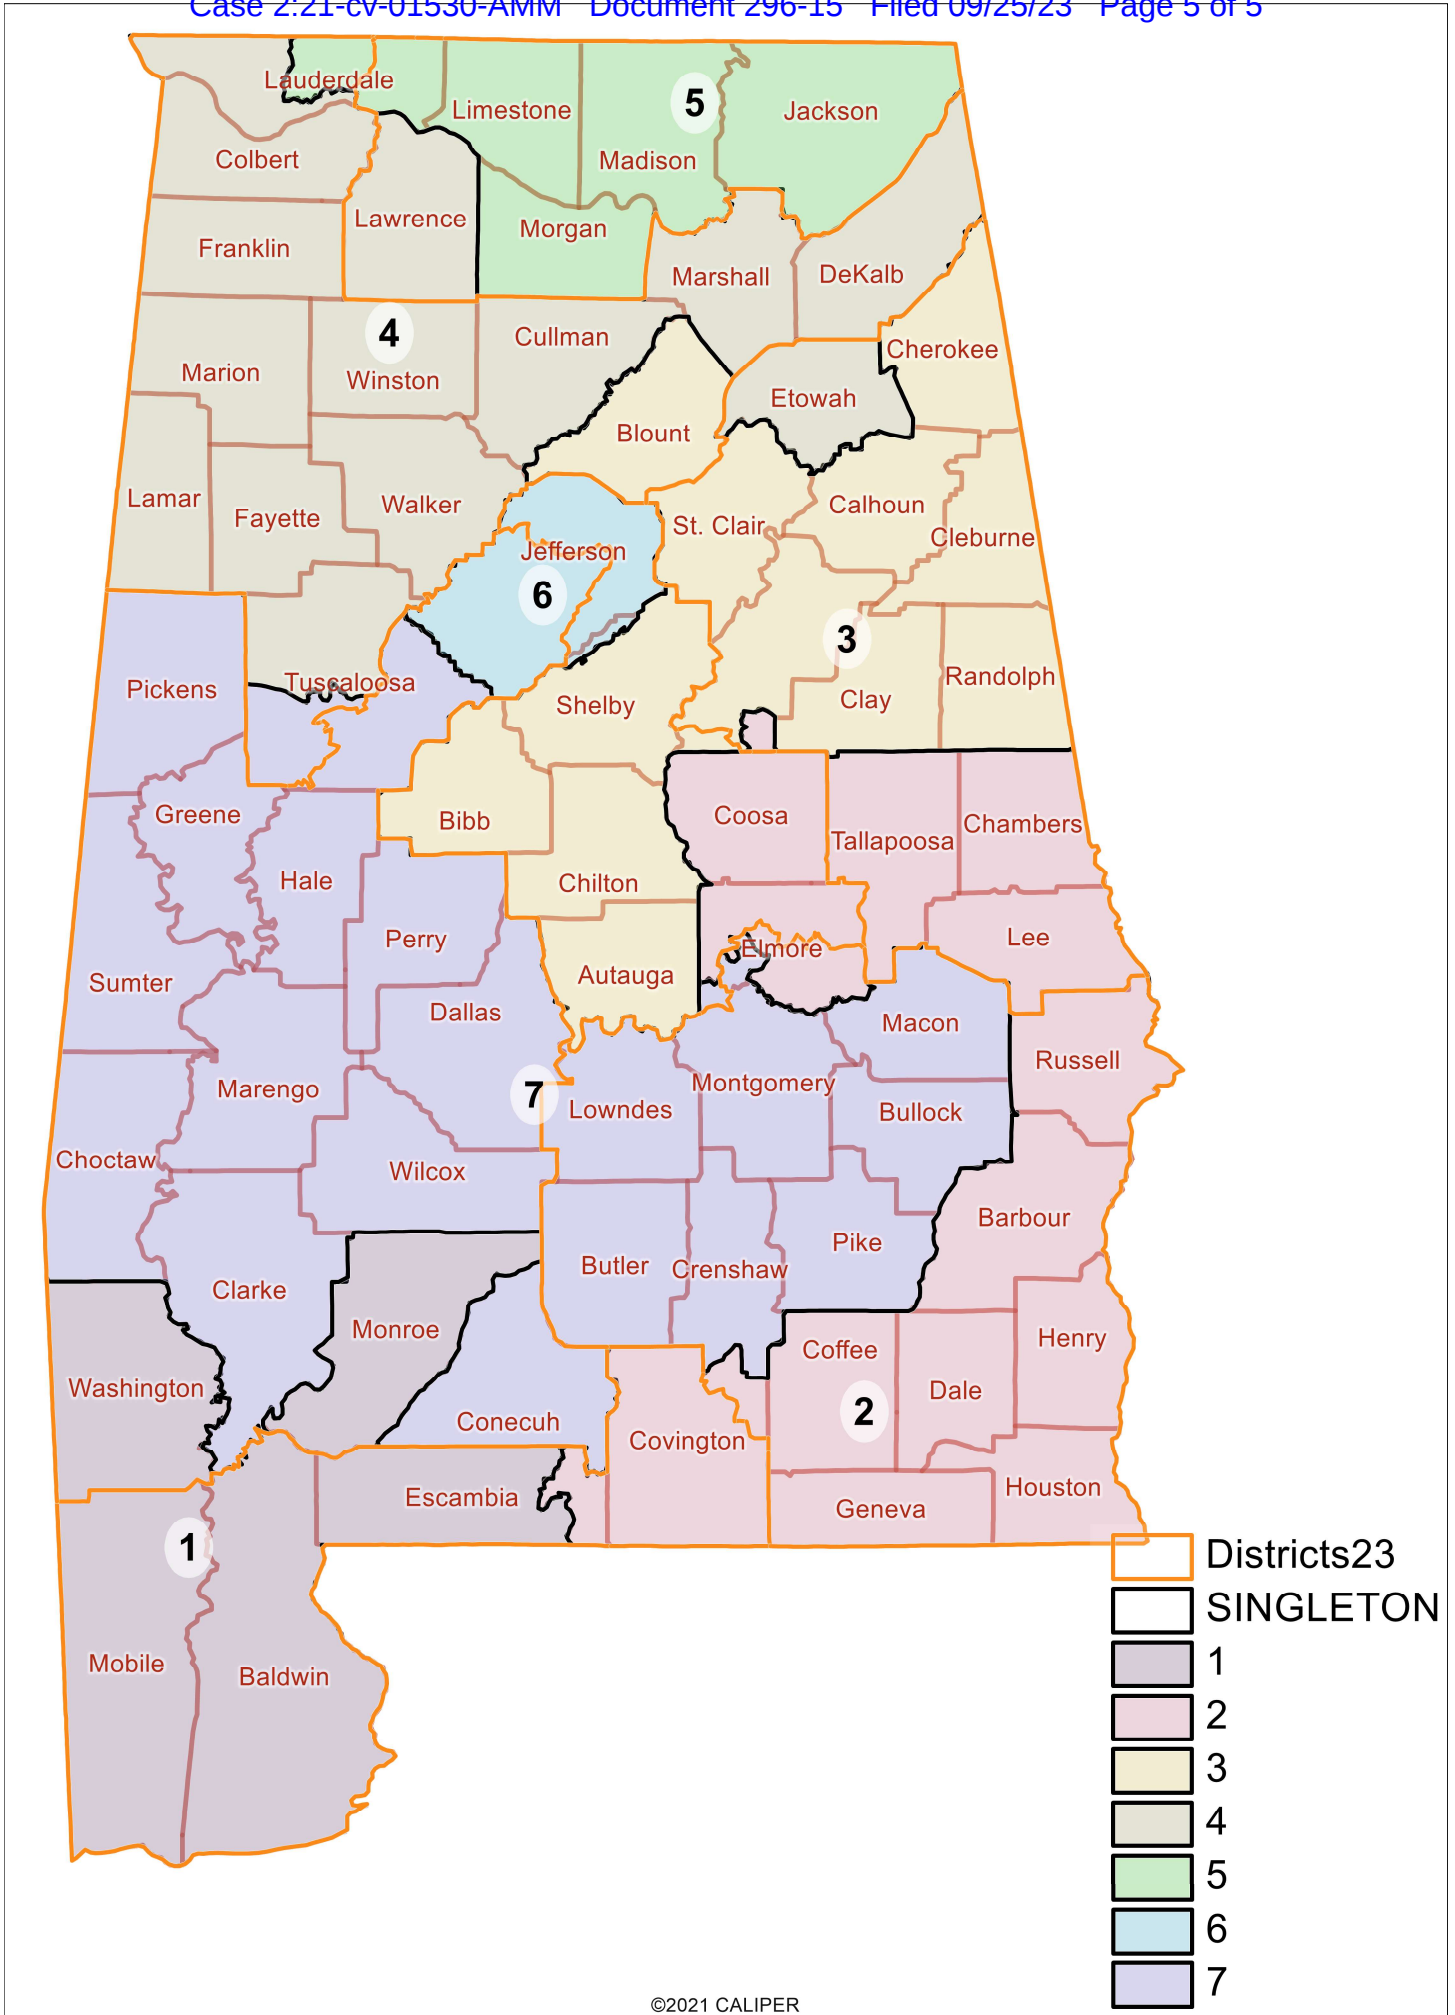 Case 2:21-cv-01530-AMM Document 296-15 Filed 09/25/23 Page 5 of 5
Lauderdale
Limestone
5
Jackson
Colbert
Madison
Lawrence
Morgan
Franklin
Marshall
DeKalb
4
Cullman
Cherokee
Marion
Winston
Etowah
Blount
Lamar
Fayette
Walker
St. Clair
Calhoun
Cleburne
Jefferson
6
3
Pickens
Tuscaloosa
Shelby
Clay
Randolph
Greene
Bibb
Coosa
Tallapoosa
Chambers
Hale
Chilton
Perry
Elmore
Lee
Sumter
Autauga
Dallas
Macon
Russell
Marengo
7
Lowndes
Montgomery
Bullock
Choctaw
Wilcox
Barbour
Clarke
Butler
Crenshaw
Pike
Monroe
Coffee
Henry
Washington
Dale
2
Conecuh
Covington
Escambia
Geneva
Houston
1
Mobile
Baldwin
Districts23
SINGLETON
1
2
3
4
5
6
7
©2021 CALIPER